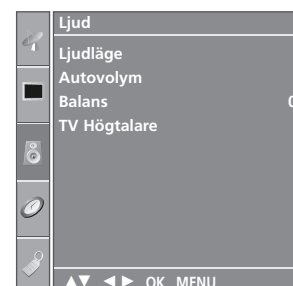 Ljud
Ljudläge
Autovolym
Balans 0
TV Högtalare
▲▼ ◄► OK MENU